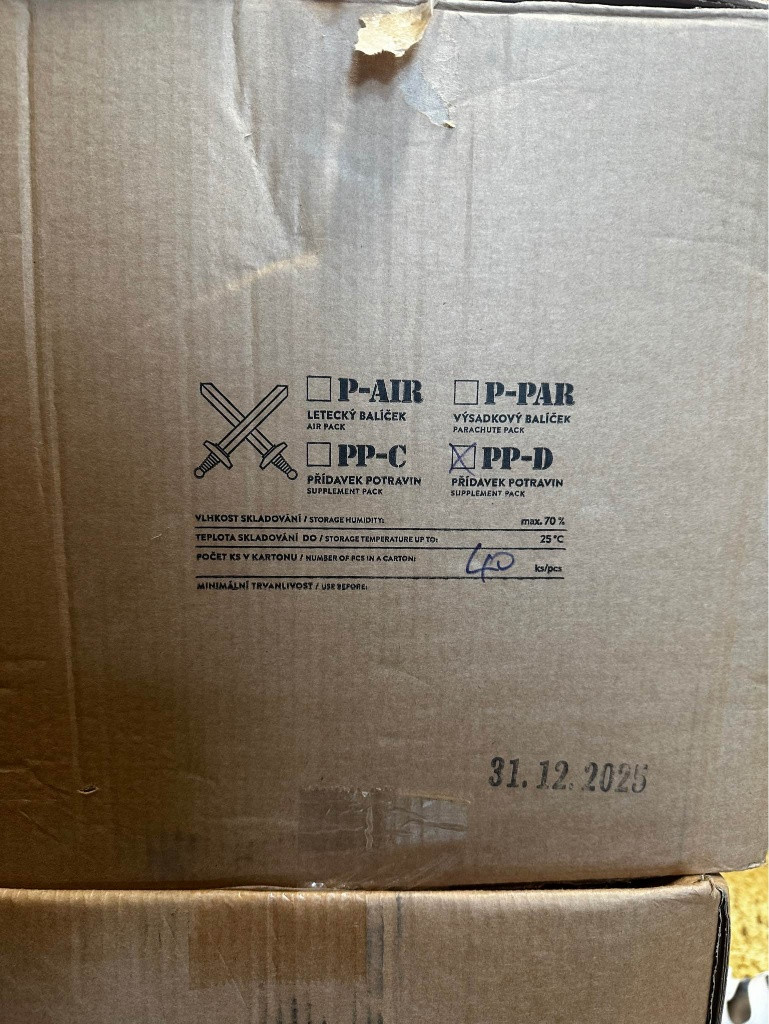 P-AIR
LETECKÝ BALÍČEK
AIR PACK
P-PAR
VÝSADKOVÝ BALÍČEK
PARACHUTE PACK
PP-C
PŘÍDAVEK POTRAVIN
SUPPLEMENT PACK
PP-D
PŘÍDAVEK POTRAVIN
SUPPLEMENT PACK
VLHKOST SKLADOVÁNÍ / STORAGE HUMIDITY: max. 70 %
TEPLOTA SKLADOVÁNÍ DO / STORAGE TEMPERATURE UP TO: 25 °C
POČET KS V KARTONU / NUMBER OF PCS IN A CARTON: 40 ks/pcs
MINIMÁLNÍ TRVANLIVOST / USE BEFORE:
31. 12. 2025